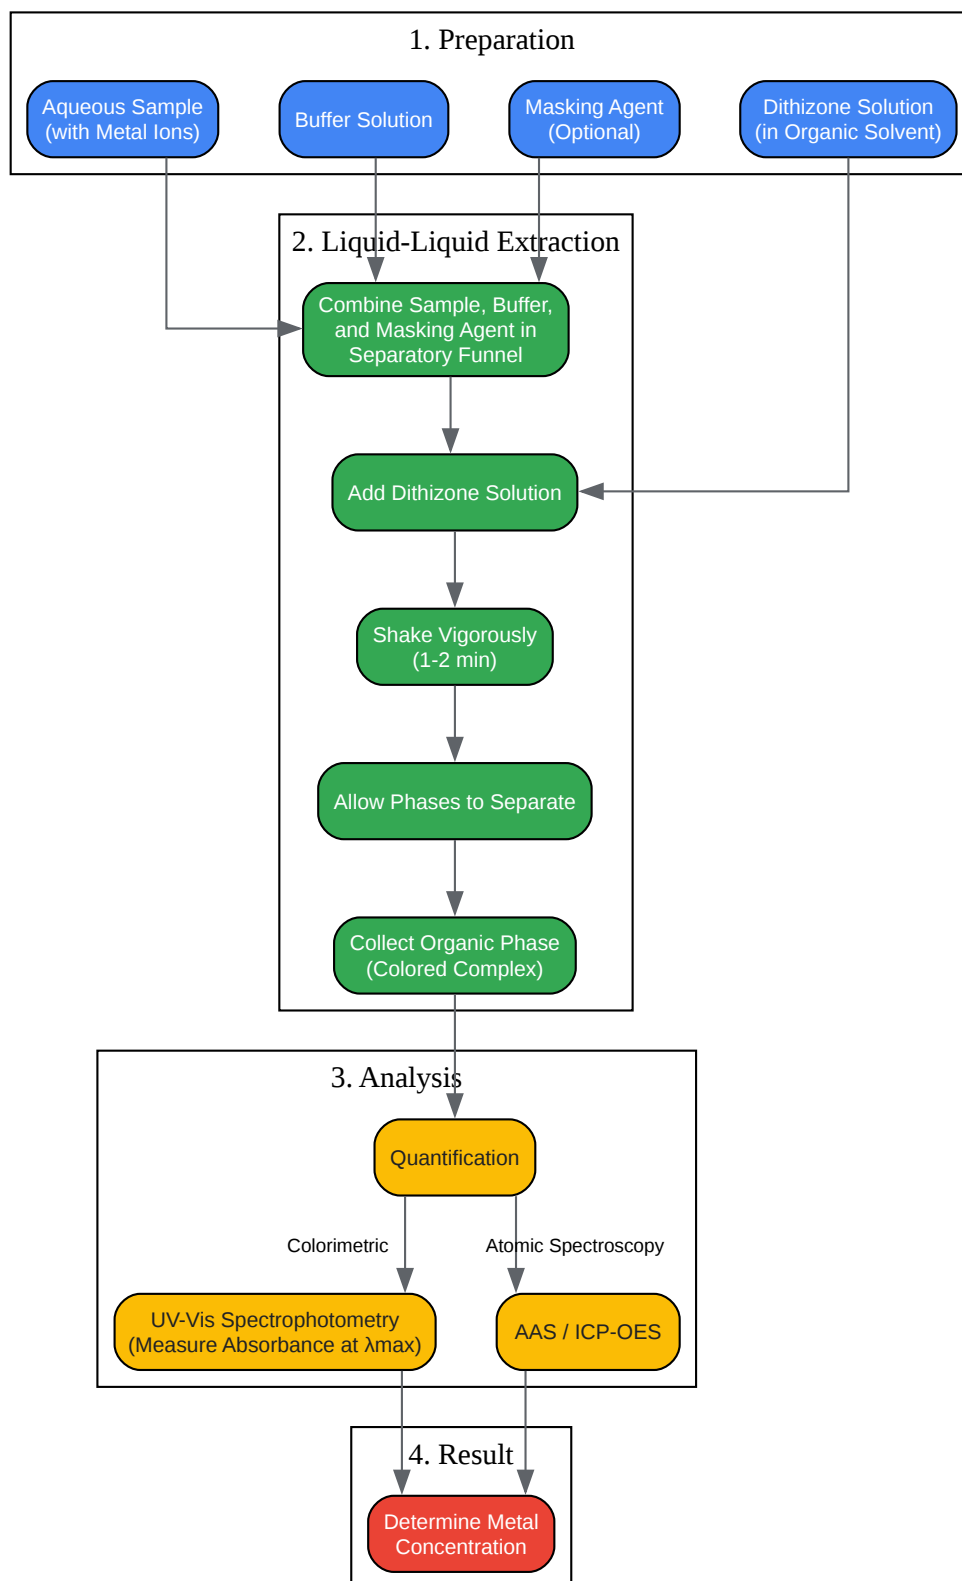 1. Preparation
Aqueous Sample
(with Metal Ions)
Buffer Solution
Masking Agent
(Optional)
Dithizone Solution
(in Organic Solvent)
2. Liquid-Liquid Extraction
Combine Sample, Buffer,
and Masking Agent in
Separatory Funnel
Add Dithizone Solution
Shake Vigorously
(1-2 min)
Allow Phases to Separate
Collect Organic Phase
(Colored Complex)
3. Analysis
Quantification
Colorimetric
Atomic Spectroscopy
UV-Vis Spectrophotometry
(Measure Absorbance at λmax)
AAS / ICP-OES
4. Result
Determine Metal
Concentration